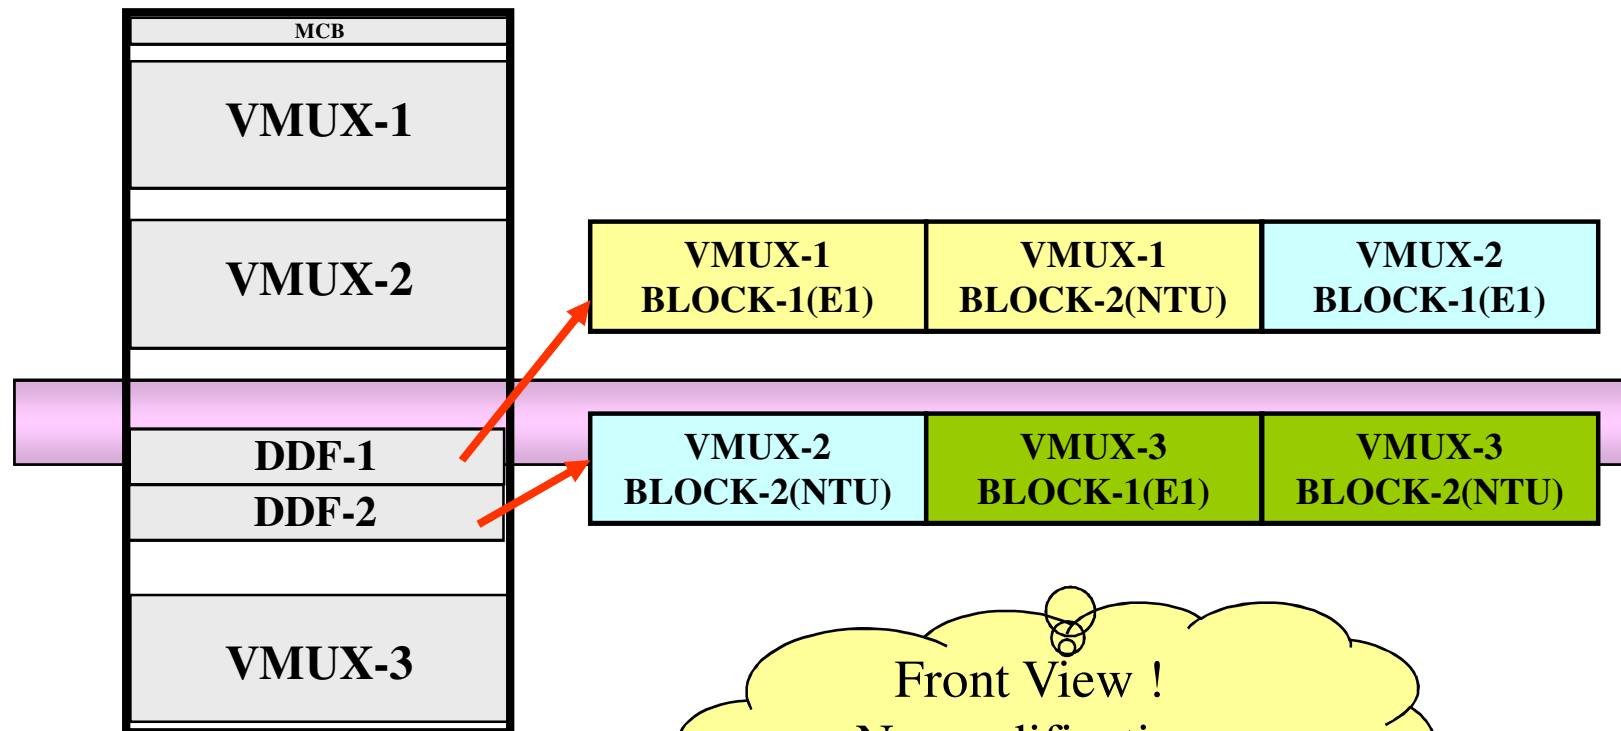 MCB
VMUX-1
VMUX-2
DDF-1
DDF-2
VMUX-3
VMUX-1
BLOCK-1(E1)
VMUX-1
BLOCK-2(NTU)
VMUX-2
BLOCK-1(E1)
VMUX-2
BLOCK-2(NTU)
VMUX-3
BLOCK-1(E1)
VMUX-3
BLOCK-2(NTU)
Front View !